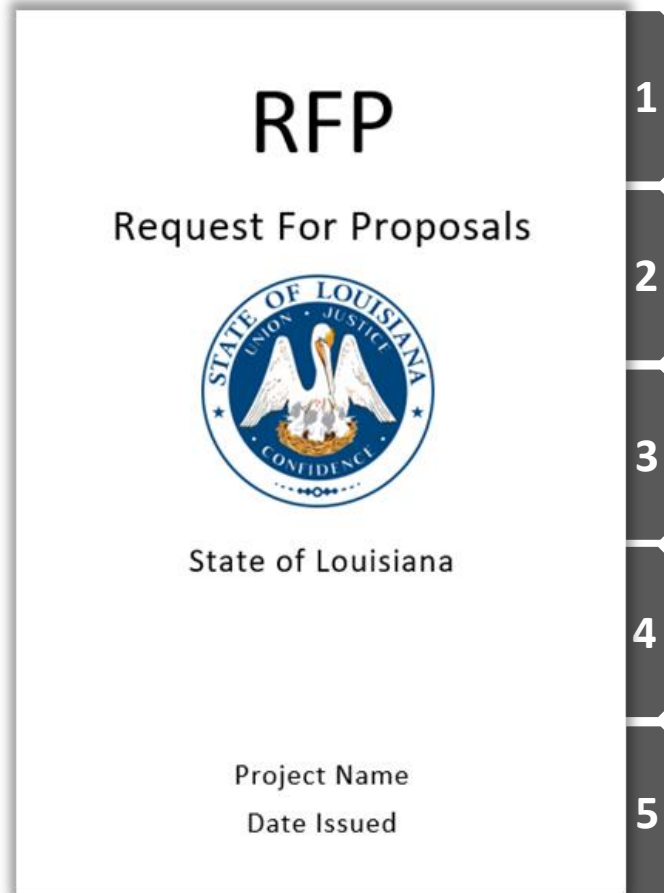 RFP
Request For Proposals
STATE OF LOUISIANA
UNION · JUSTICE
· CONFIDENCE ·
State of Louisiana
Project Name
Date Issued
1
2
3
4
5